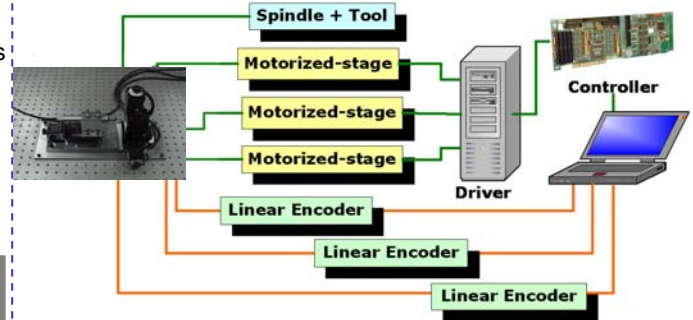 Spindle + Tool
s
Motorized-stage
Controller
Motorized-stage
Motorized-stage
Driver
Linear Encoder
Linear Encoder
Linear Encoder